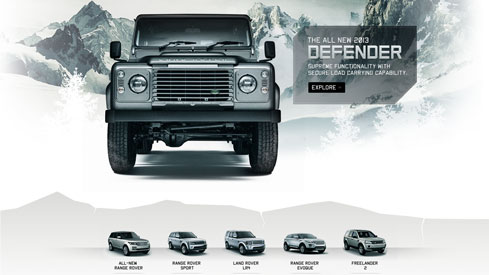 THE ALL NEW 2013
DEFENDER
SUPREME FUNCTIONALITY WITH
SECURE LOAD CARRYING CAPABILITY.
EXPLORE
ALL-NEW
RANGE ROVER
RANGE ROVER
SPORT
LAND ROVER
RANGE ROVER
EVOQUE
FREELANDER
2